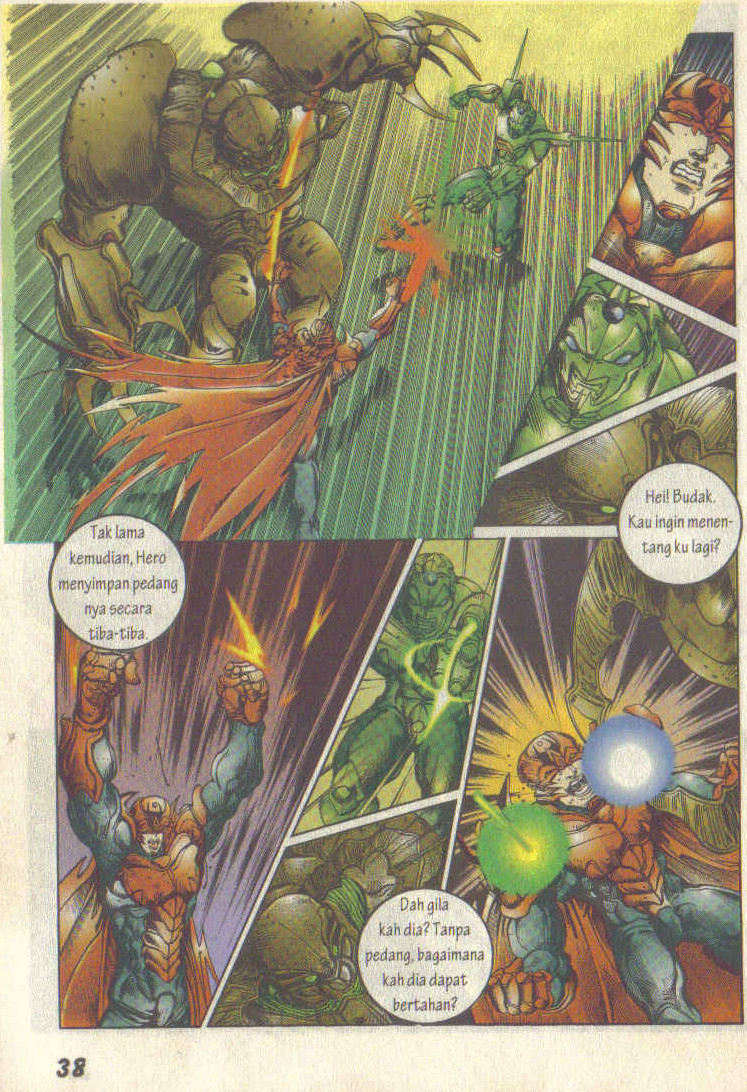 Hei! Budak.
Kau ingin menen-
tang ku lagi?
Tak lama
kemudian, Hero
menyimpan pedang
nya secara
tiba-tiba.
Dah gila
kah dia? Tanpa
pedang, bagaimana
kah dia dapat
bertahan?
38